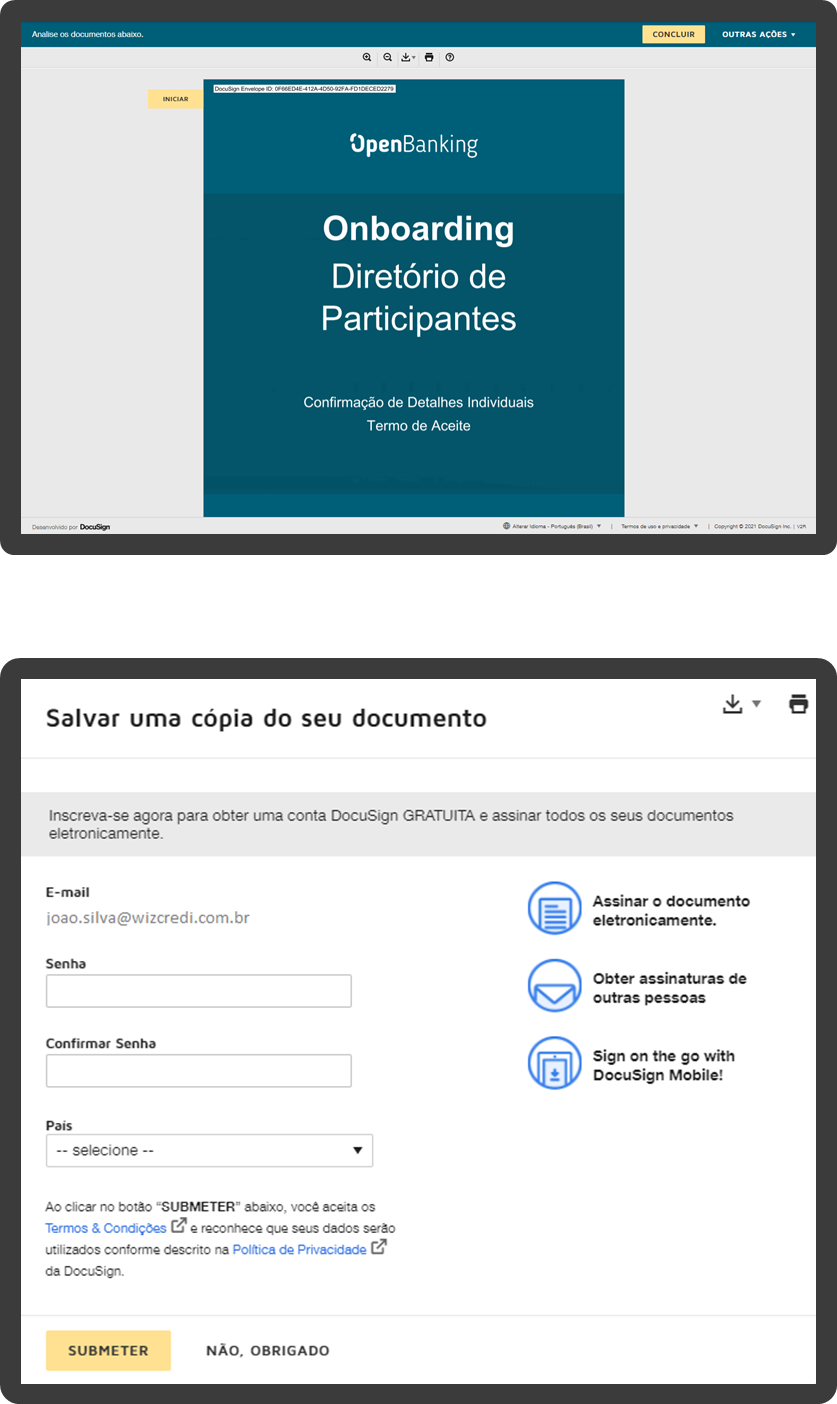 Analise os documentos abaixo.
CONCLUIR
OUTRAS AÇÕES
INICIAR
DocuSign Envelope ID: 0F66ED4E-412A-4D50-92FA-FD1DECED2279
OpenBanking
Onboarding
Diretório de
Participantes
Confirmação de Detalhes Individuais
Termo de Aceite
Desenvolvido por DocuSign
Alterar Idioma - Português (Brasil) | Termos de uso e privacidade | Copyright © 2021 DocuSign Inc. | V2R
Salvar uma cópia do seu documento
Inscreva-se agora para obter uma conta DocuSign GRATUITA e assinar todos os seus documentos
eletronicamente.
E-mail
joao.silva@wizcredi.com.br
Senha
Confirmar Senha
País
-- selecione --
Ao clicar no botão “SUBMETER” abaixo, você aceita os
Termos & Condições e reconhece que seus dados serão
utilizados conforme descrito na Política de Privacidade
da DocuSign.
Assinar o documento
eletronicamente.
Obter assinaturas de
outras pessoas
Sign on the go with
DocuSign Mobile!
SUBMETER
NÃO, OBRIGADO